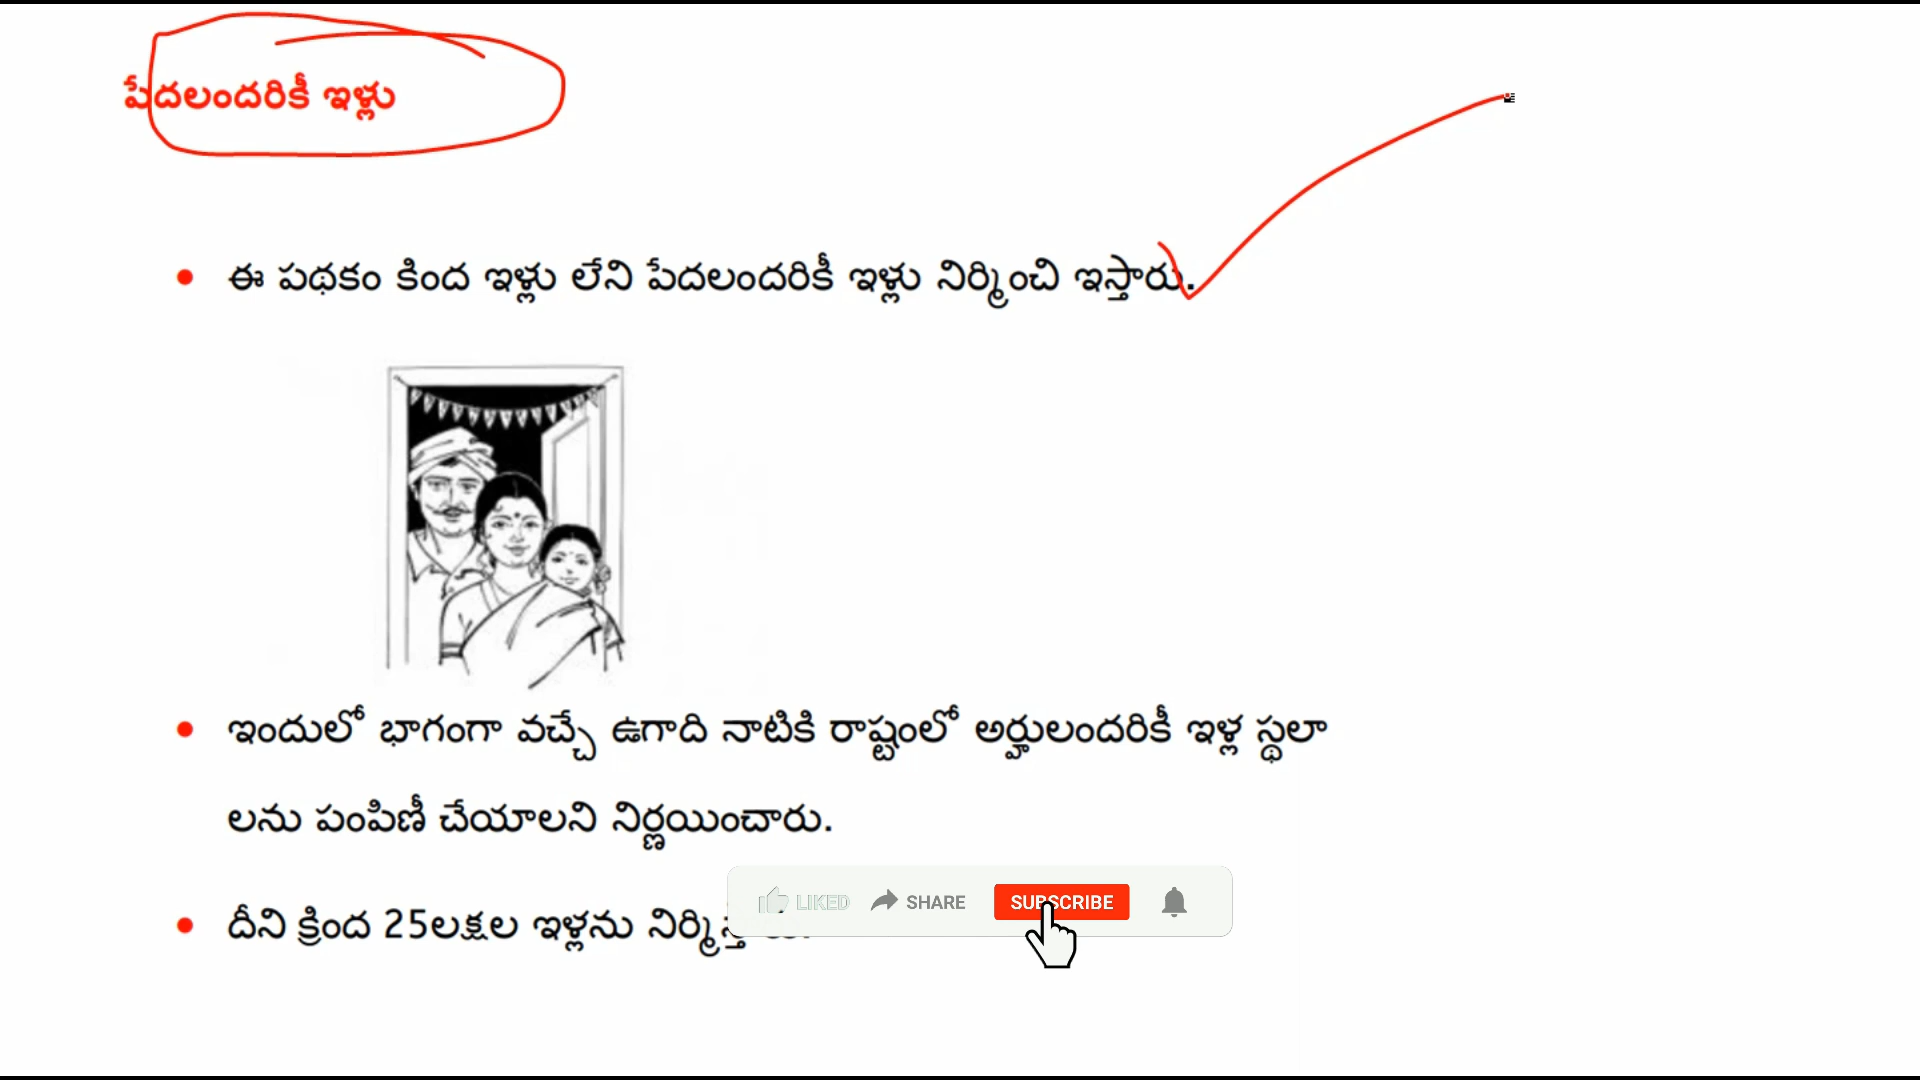 పేదలందరికీ ఇళ్లు
ఈ పథకం కింద ఇళ్లు లేని పేదలందరికీ ఇళ్లు నిర్మించి ఇస్తారు.
ఇందులో భాగంగా వచ్చే ఉగాది నాటికి రాష్టంలో అర్హులందరికీ ఇళ్ల స్థలా
లను పంపిణీ చేయాలని నిర్ణయించారు.
దీని క్రింద 25లక్షల ఇళ్లను
LIKED SHARE SUBSCRIBE